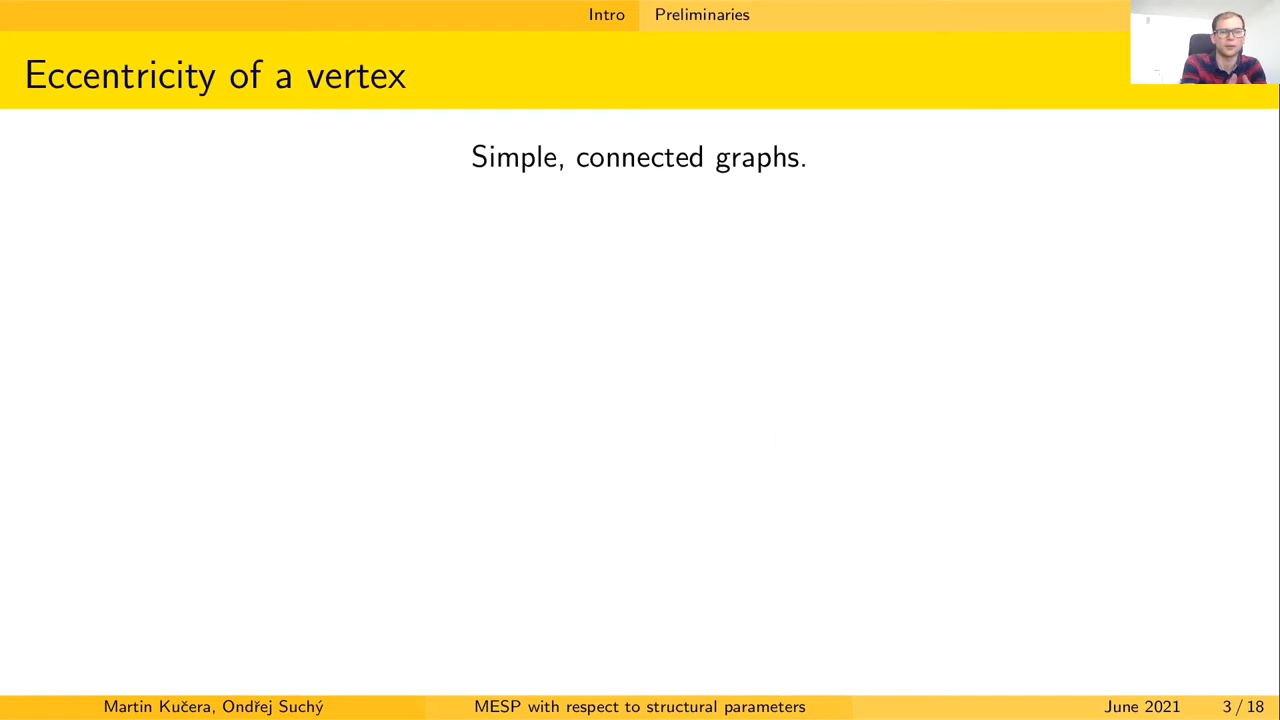 Intro Preliminaries
Eccentricity of a vertex
Simple, connected graphs.
Martin Kučera, Ondřej Suchý MESP with respect to structural parameters June 2021 3 / 18